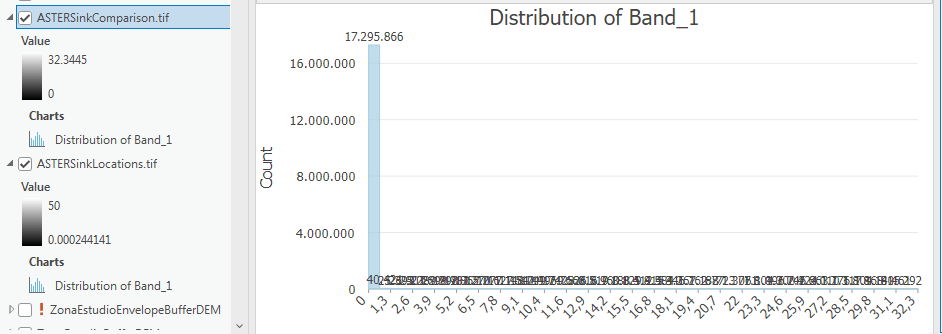 ASTERSinkComparison.tif
Value
32.3445
0
Charts
Distribution of Band_1
ASTERSinkLocations.tif
Value
50
0.000244141
Charts
Distribution of Band_1
ZonaEstudioEnvelopeBufferDEM
Distribution of Band_1
17.295.866
16.000.000
12.000.000
8.000.000
4.000.000
0
Count
0 1,3 2,6 3,9 5,2 6,5 7,8 9,1 10,4 11,6 12,9 14,2 15,5 16,8 18,1 19,4 20,7 22 23,3 24,6 25,9 27,2 28,5 29,8 31,1 32,3